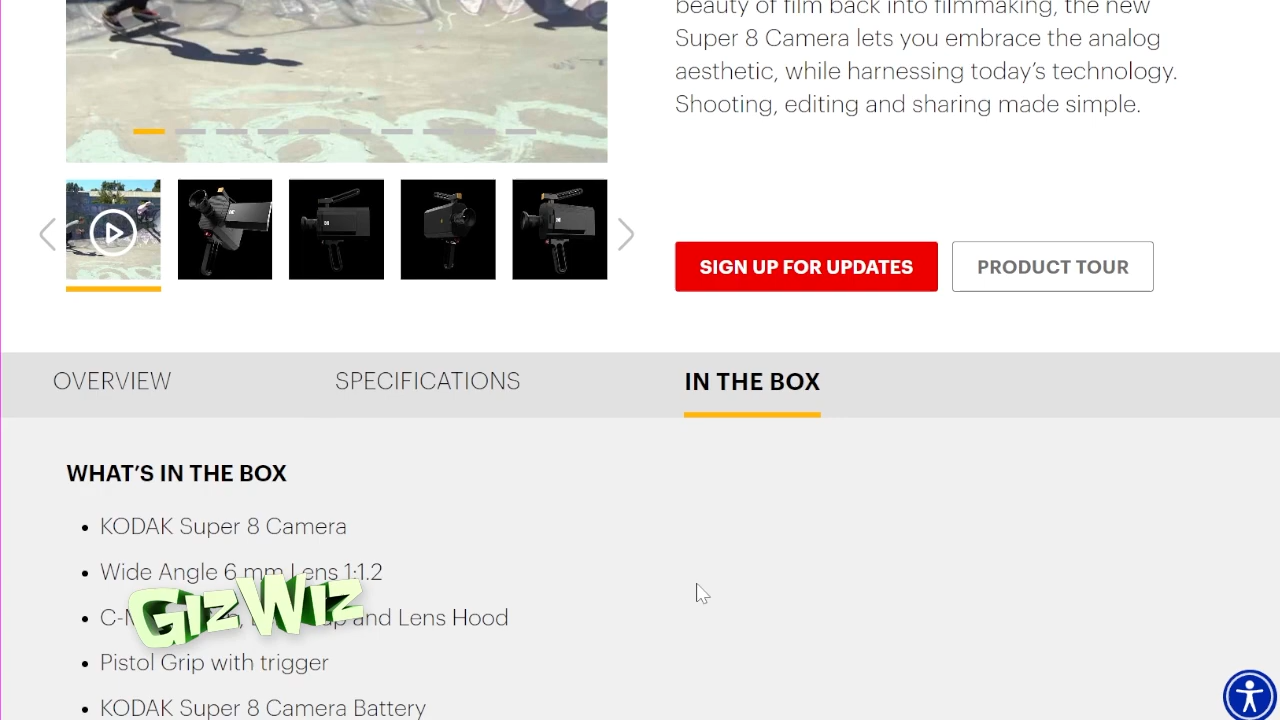 beauty of film back into filmmaking, the new
Super 8 Camera lets you embrace the analog
aesthetic, while harnessing today's technology.
Shooting, editing and sharing made simple.
SIGN UP FOR UPDATES
PRODUCT TOUR
OVERVIEW
SPECIFICATIONS
IN THE BOX
WHAT'S IN THE BOX
KODAK Super 8 Camera
Wide Angle 6 mm Lens 1:1.2
and Lens Hood
GIZWIZ
Pistol Grip with trigger
KODAK Super 8 Camera Battery